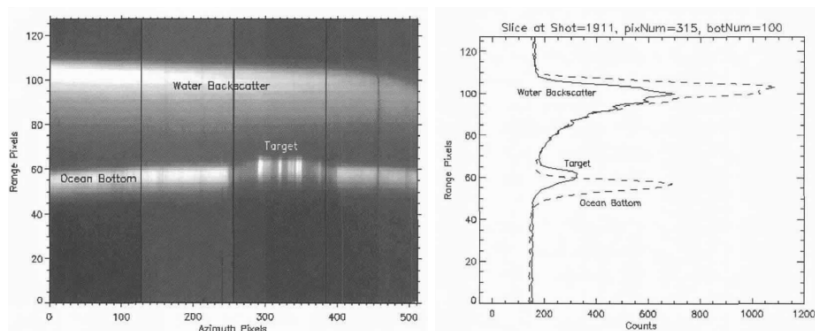 Range Pixels
120
100
80
60
40
20
0
Water Backscatter
Target
Ocean Bottom
0
100
200
300
400
500
Azimuth Pixels
Slice at Shot=1911, pixNum=315, botNum=100
Range Pixels
120
100
80
60
40
20
0
Water Backscatter
Target
Ocean Bottom
0
200
400
600
800
1000
1200
Counts